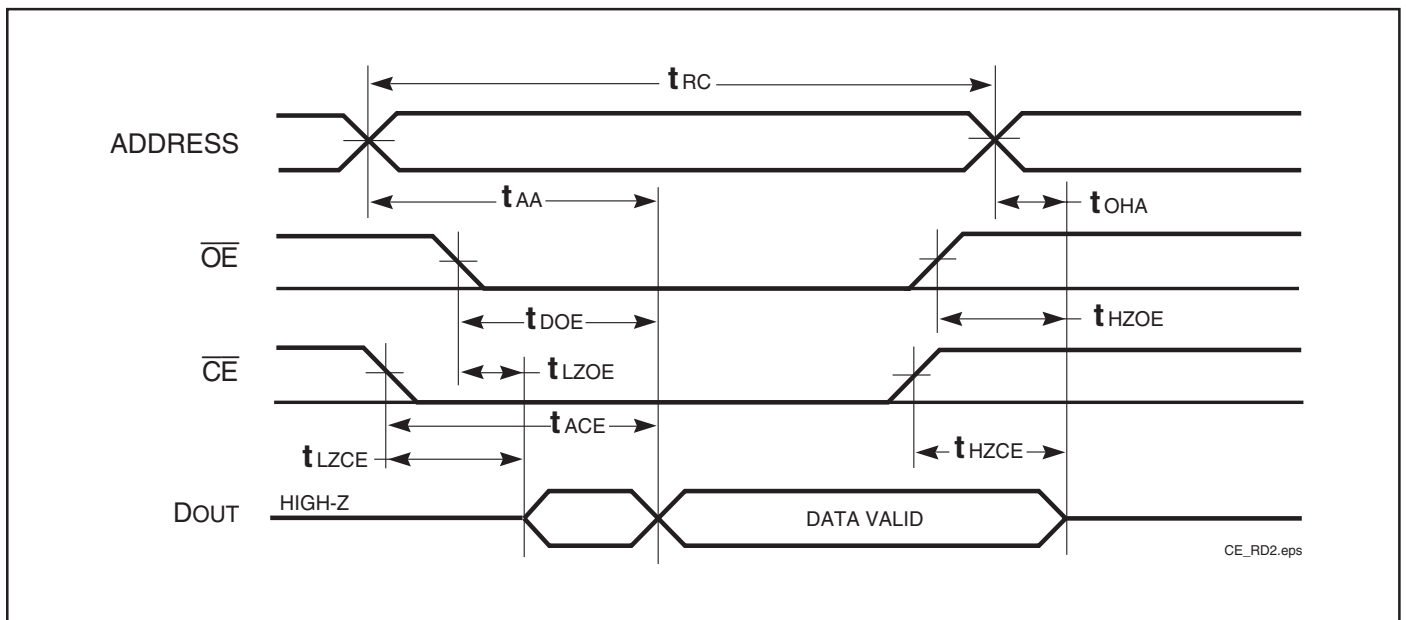 tRC
ADDRESS
tAA
tOHA
OE
tDOE
tHZOE
CE
tLZOE
tACE
tLZCE
tHZCE
DOUT
HIGH-Z
DATA VALID
CE_RD2.eps